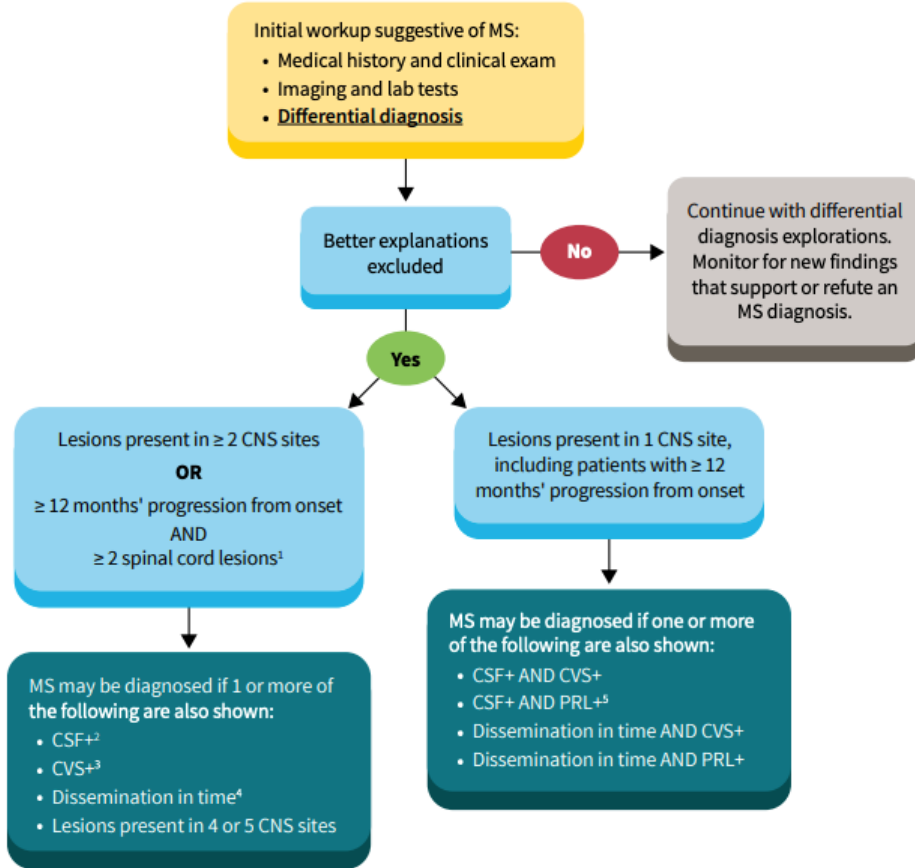 Initial workup suggestive of MS:
• Medical history and clinical exam
• Imaging and lab tests
• Differential diagnosis
Better explanations
excluded
No
Continue with differential
diagnosis explorations.
Monitor for new findings
that support or refute an
MS diagnosis.
Yes
Lesions present in ≥ 2 CNS sites
OR
≥ 12 months' progression from onset
AND
≥ 2 spinal cord lesions¹
Lesions present in 1 CNS site,
including patients with ≥ 12
months' progression from onset
MS may be diagnosed if 1 or more of
the following are also shown:
• CSF+²
• CVS+³
• Dissemination in time⁴
• Lesions present in 4 or 5 CNS sites
MS may be diagnosed if one or more
of the following are also shown:
• CSF+ AND CVS+
• CSF+ AND PRL+⁵
• Dissemination in time AND CVS+
• Dissemination in time AND PRL+